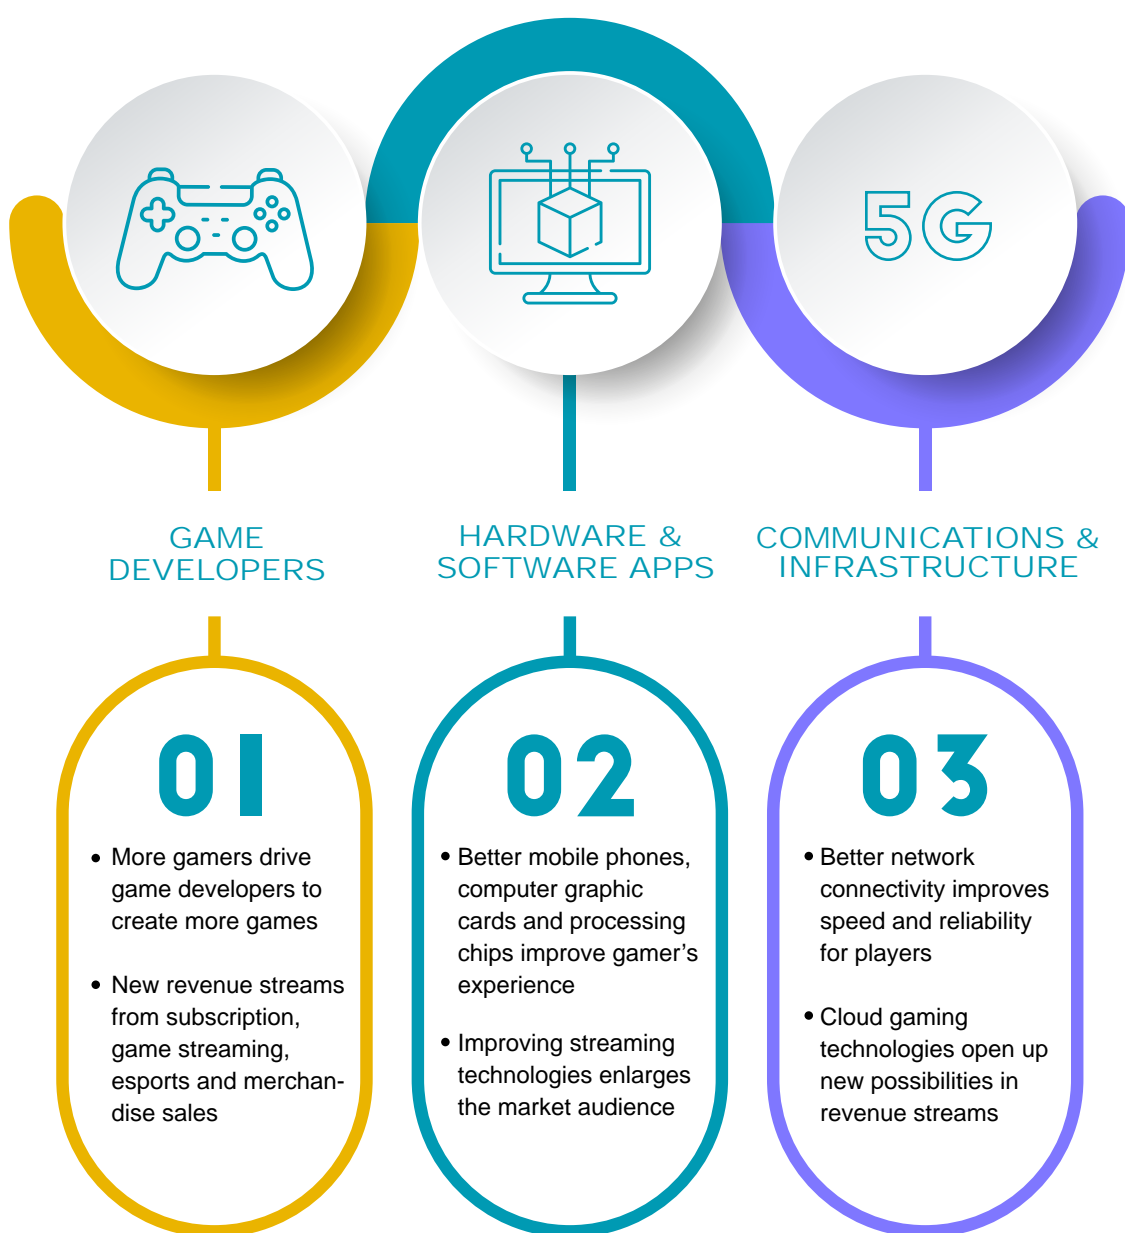 5G
GAME
DEVELOPERS
HARDWARE &
SOFTWARE APPS
COMMUNICATIONS &
INFRASTRUCTURE
01
• More gamers drive
game developers to
create more games
• New revenue streams
from subscription,
game streaming,
esports and merchan-
dise sales
02
• Better mobile phones,
computer graphic
cards and processing
chips improve gamer’s
experience
• Improving streaming
technologies enlarges
the market audience
03
• Better network
connectivity improves
speed and reliability
for players
• Cloud gaming
technologies open up
new possibilities in
revenue streams